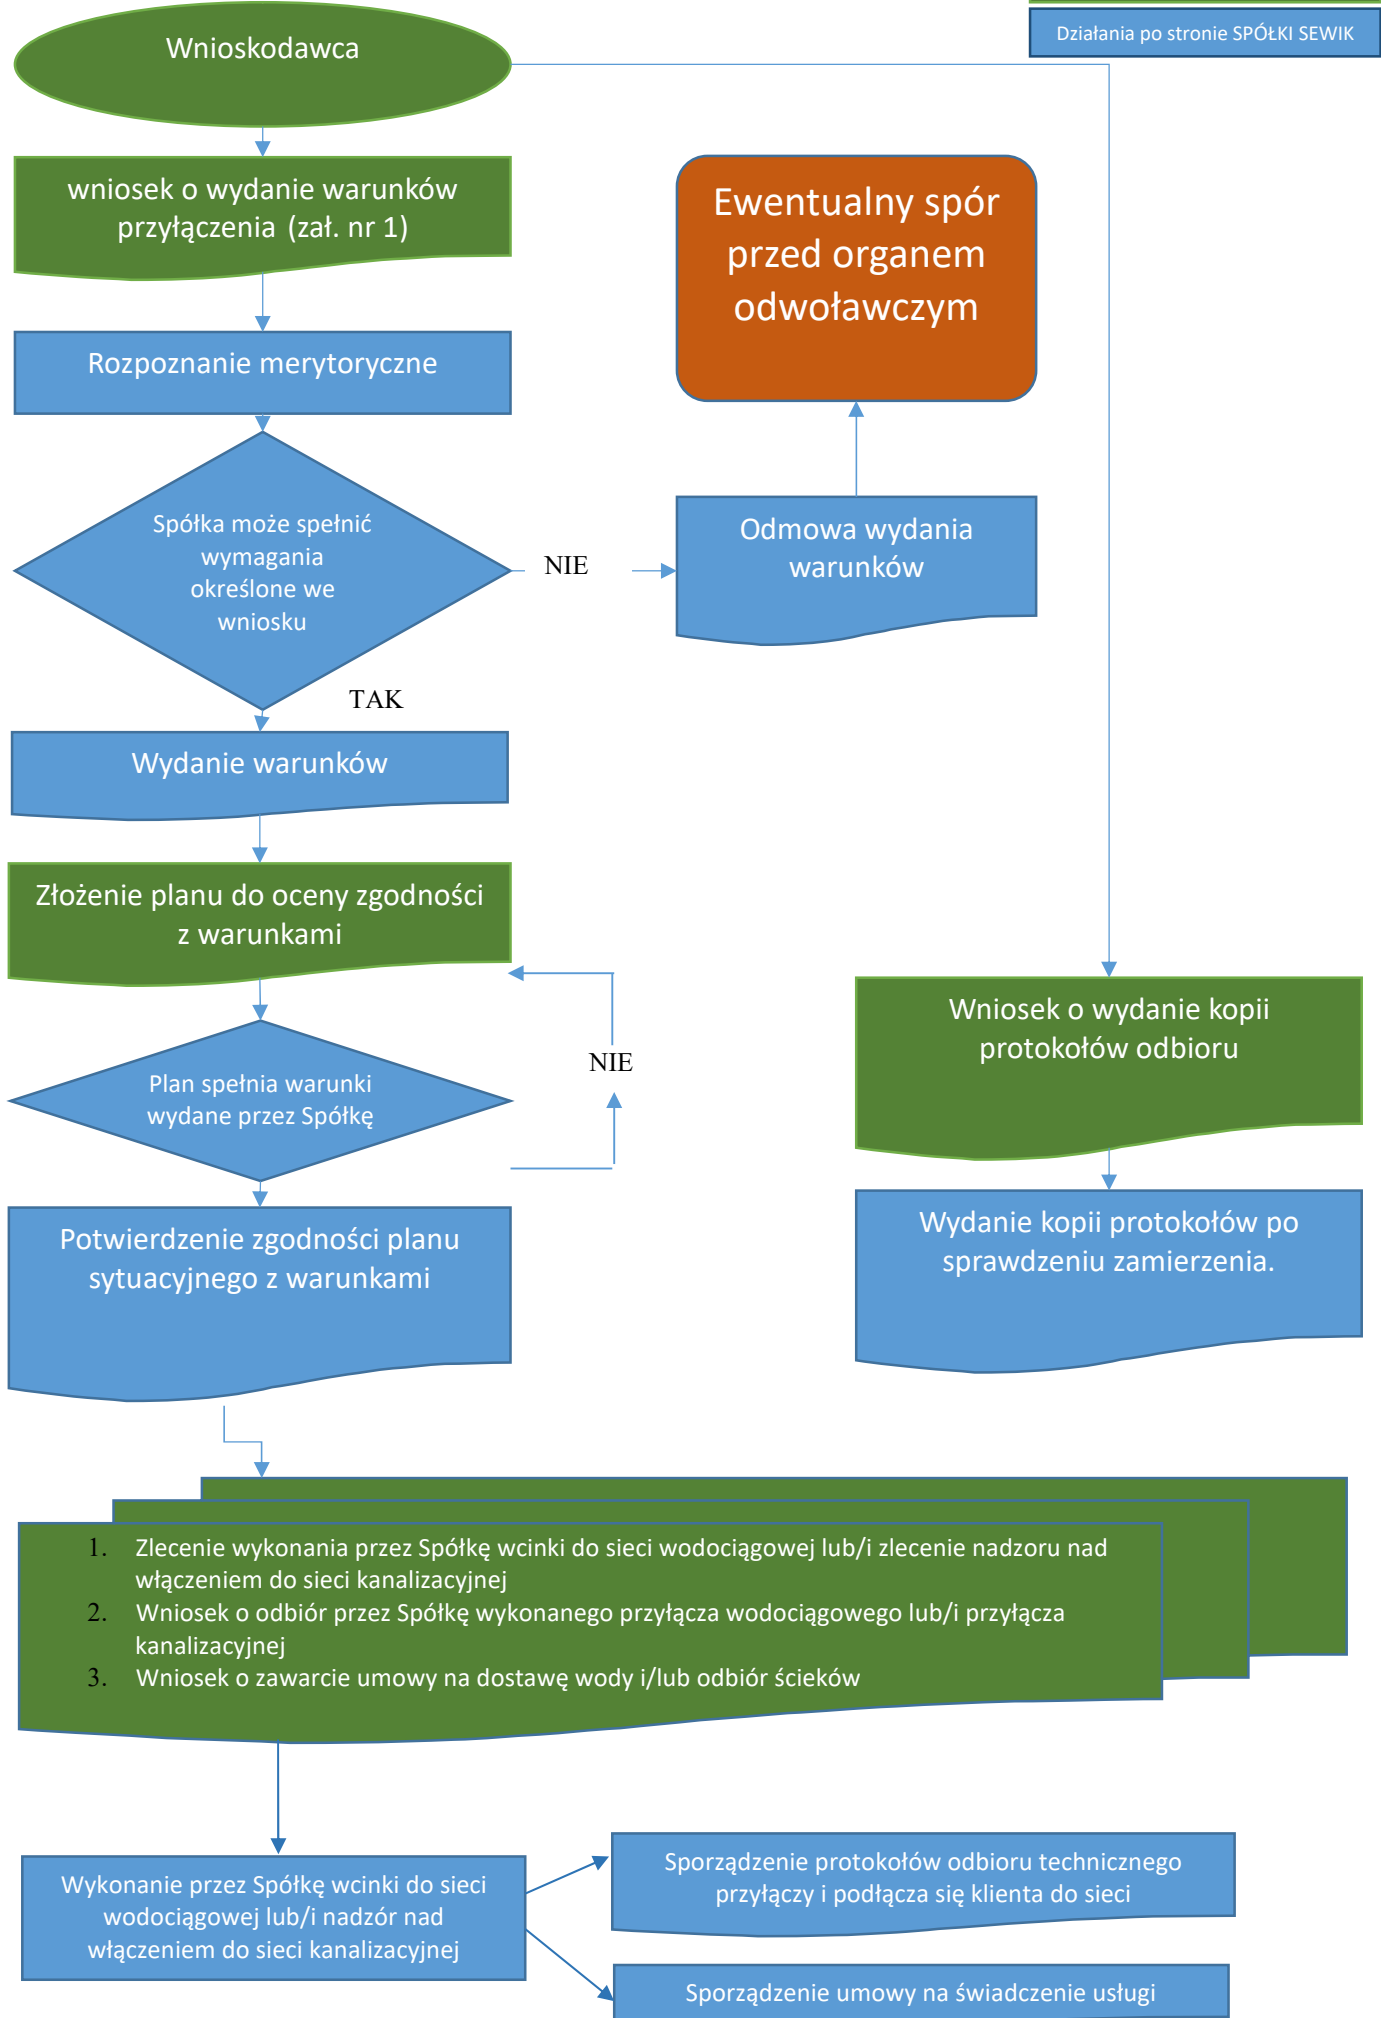 Działania po stronie SPÓŁKI SEWIK
Wnioskodawca
wniosek o wydanie warunków
przyłączenia (zał. nr 1)
Ewentualny spór
przed organem
odwoławczym
Rozpoznanie merytoryczne
Spółka może spełnić
wymagania
określone we
wniosku
NIE
Odmowa wydania
warunków
TAK
Wydanie warunków
Złożenie planu do oceny zgodności
z warunkami
Wniosek o wydanie kopii
protokołów odbioru
NIE
Plan spełnia warunki
wydane przez Spółkę
Potwierdzenie zgodności planu
sytuacyjnego z warunkami
Wydanie kopii protokołów po
sprawdzeniu zamierzenia.
1. Zlecenie wykonania przez Spółkę wcinki do sieci wodociągowej lub/i zlecenie nadzoru nad
włączeniem do sieci kanalizacyjnej
2. Wniosek o odbiór przez Spółkę wykonanego przyłącza wodociągowego lub/i przyłącza
kanalizacyjnej
3. Wniosek o zawarcie umowy na dostawę wody i/lub odbiór ścieków
Wykonanie przez Spółkę wcinki do sieci
wodociągowej lub/i nadzór nad
włączeniem do sieci kanalizacyjnej
Sporządzenie protokołów odbioru technicznego
przyłączy i podłącza się klienta do sieci
Sporządzenie umowy na świadczenie usługi